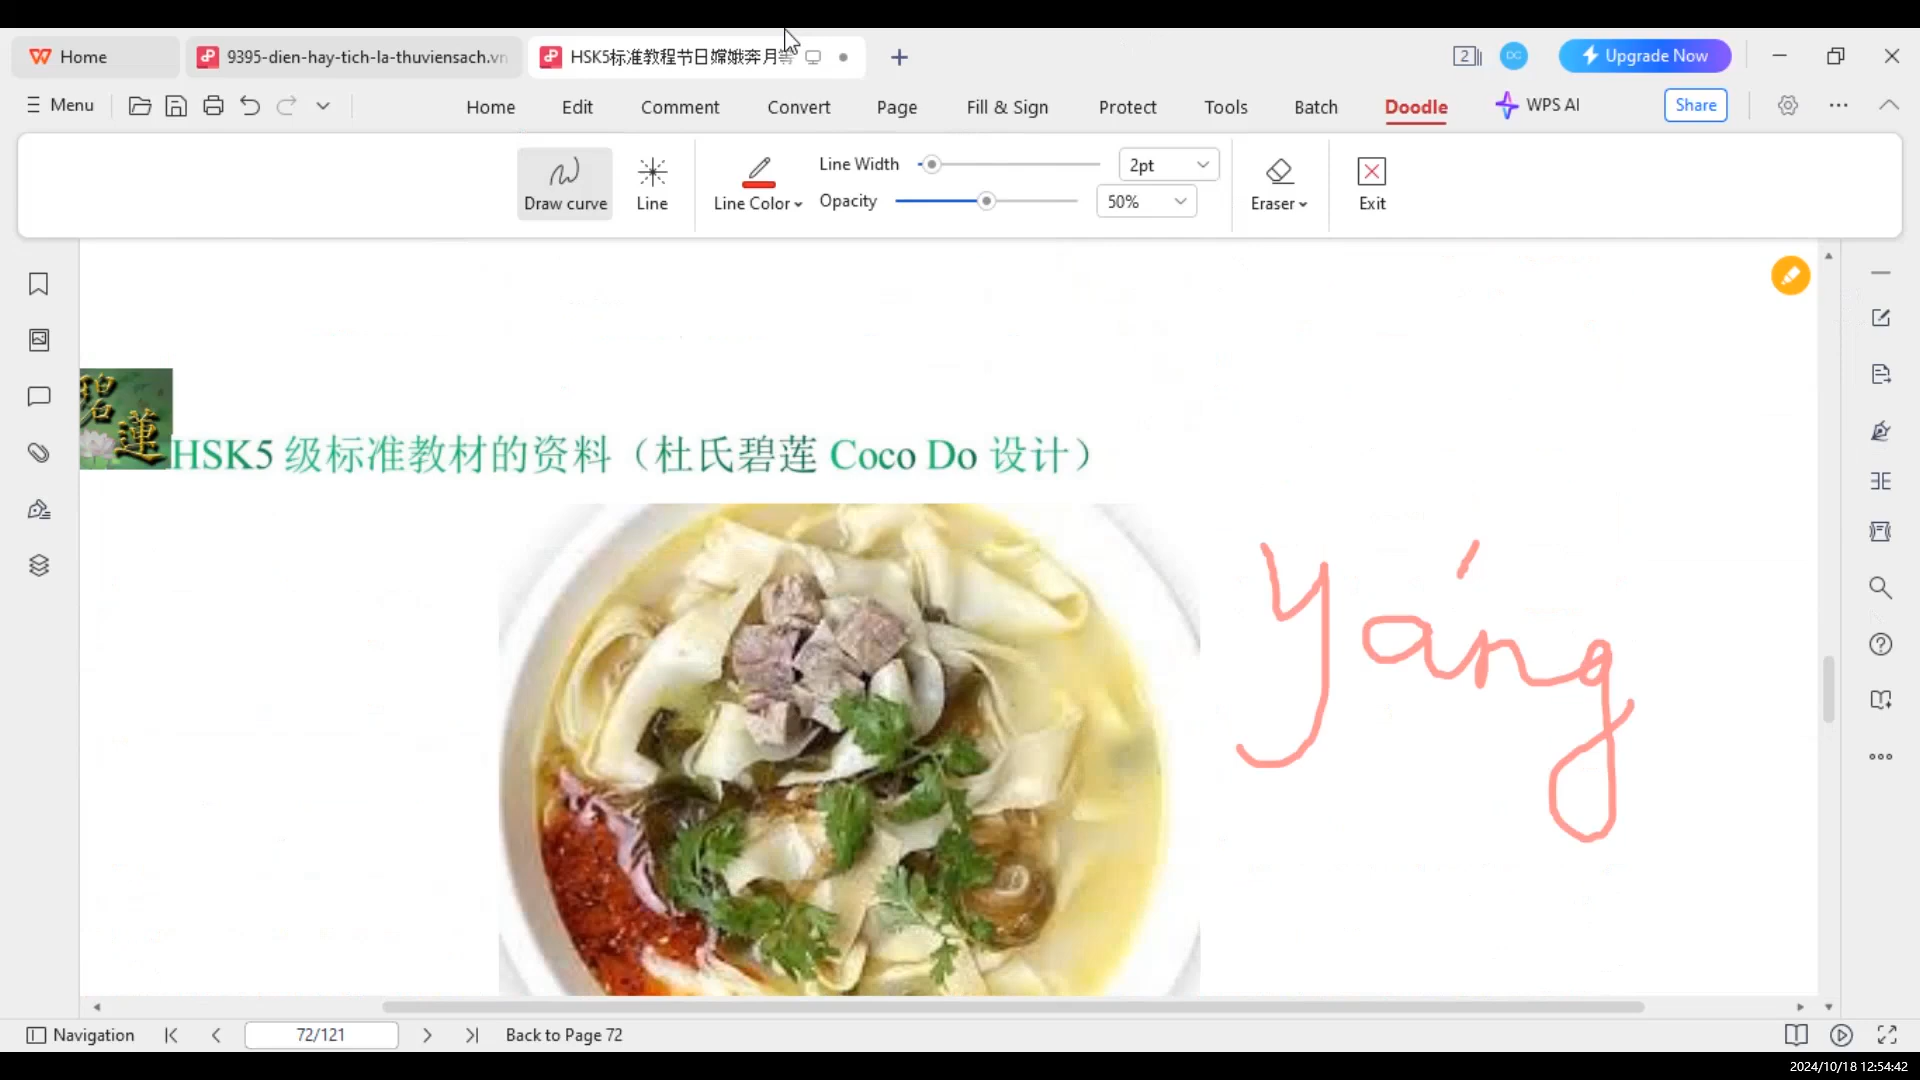 Home
9395-dien-hay-tich-la-thuviensach.vn
HSK5标准教程节日嫦娥奔月等
2
DC
Upgrade Now
Menu
Home
Edit
Comment
Convert
Page
Fill & Sign
Protect
Tools
Batch
Doodle
WPS AI
Share
Draw curve
Line
Line Color
Line Width
2pt
Opacity
50%
Eraser
Exit
碧
蓮
HSK5 级标准教材的资料（杜氏碧莲 Coco Do 设计）
yáng
Navigation
72/121
Back to Page 72
2024/10/18 12:54:42